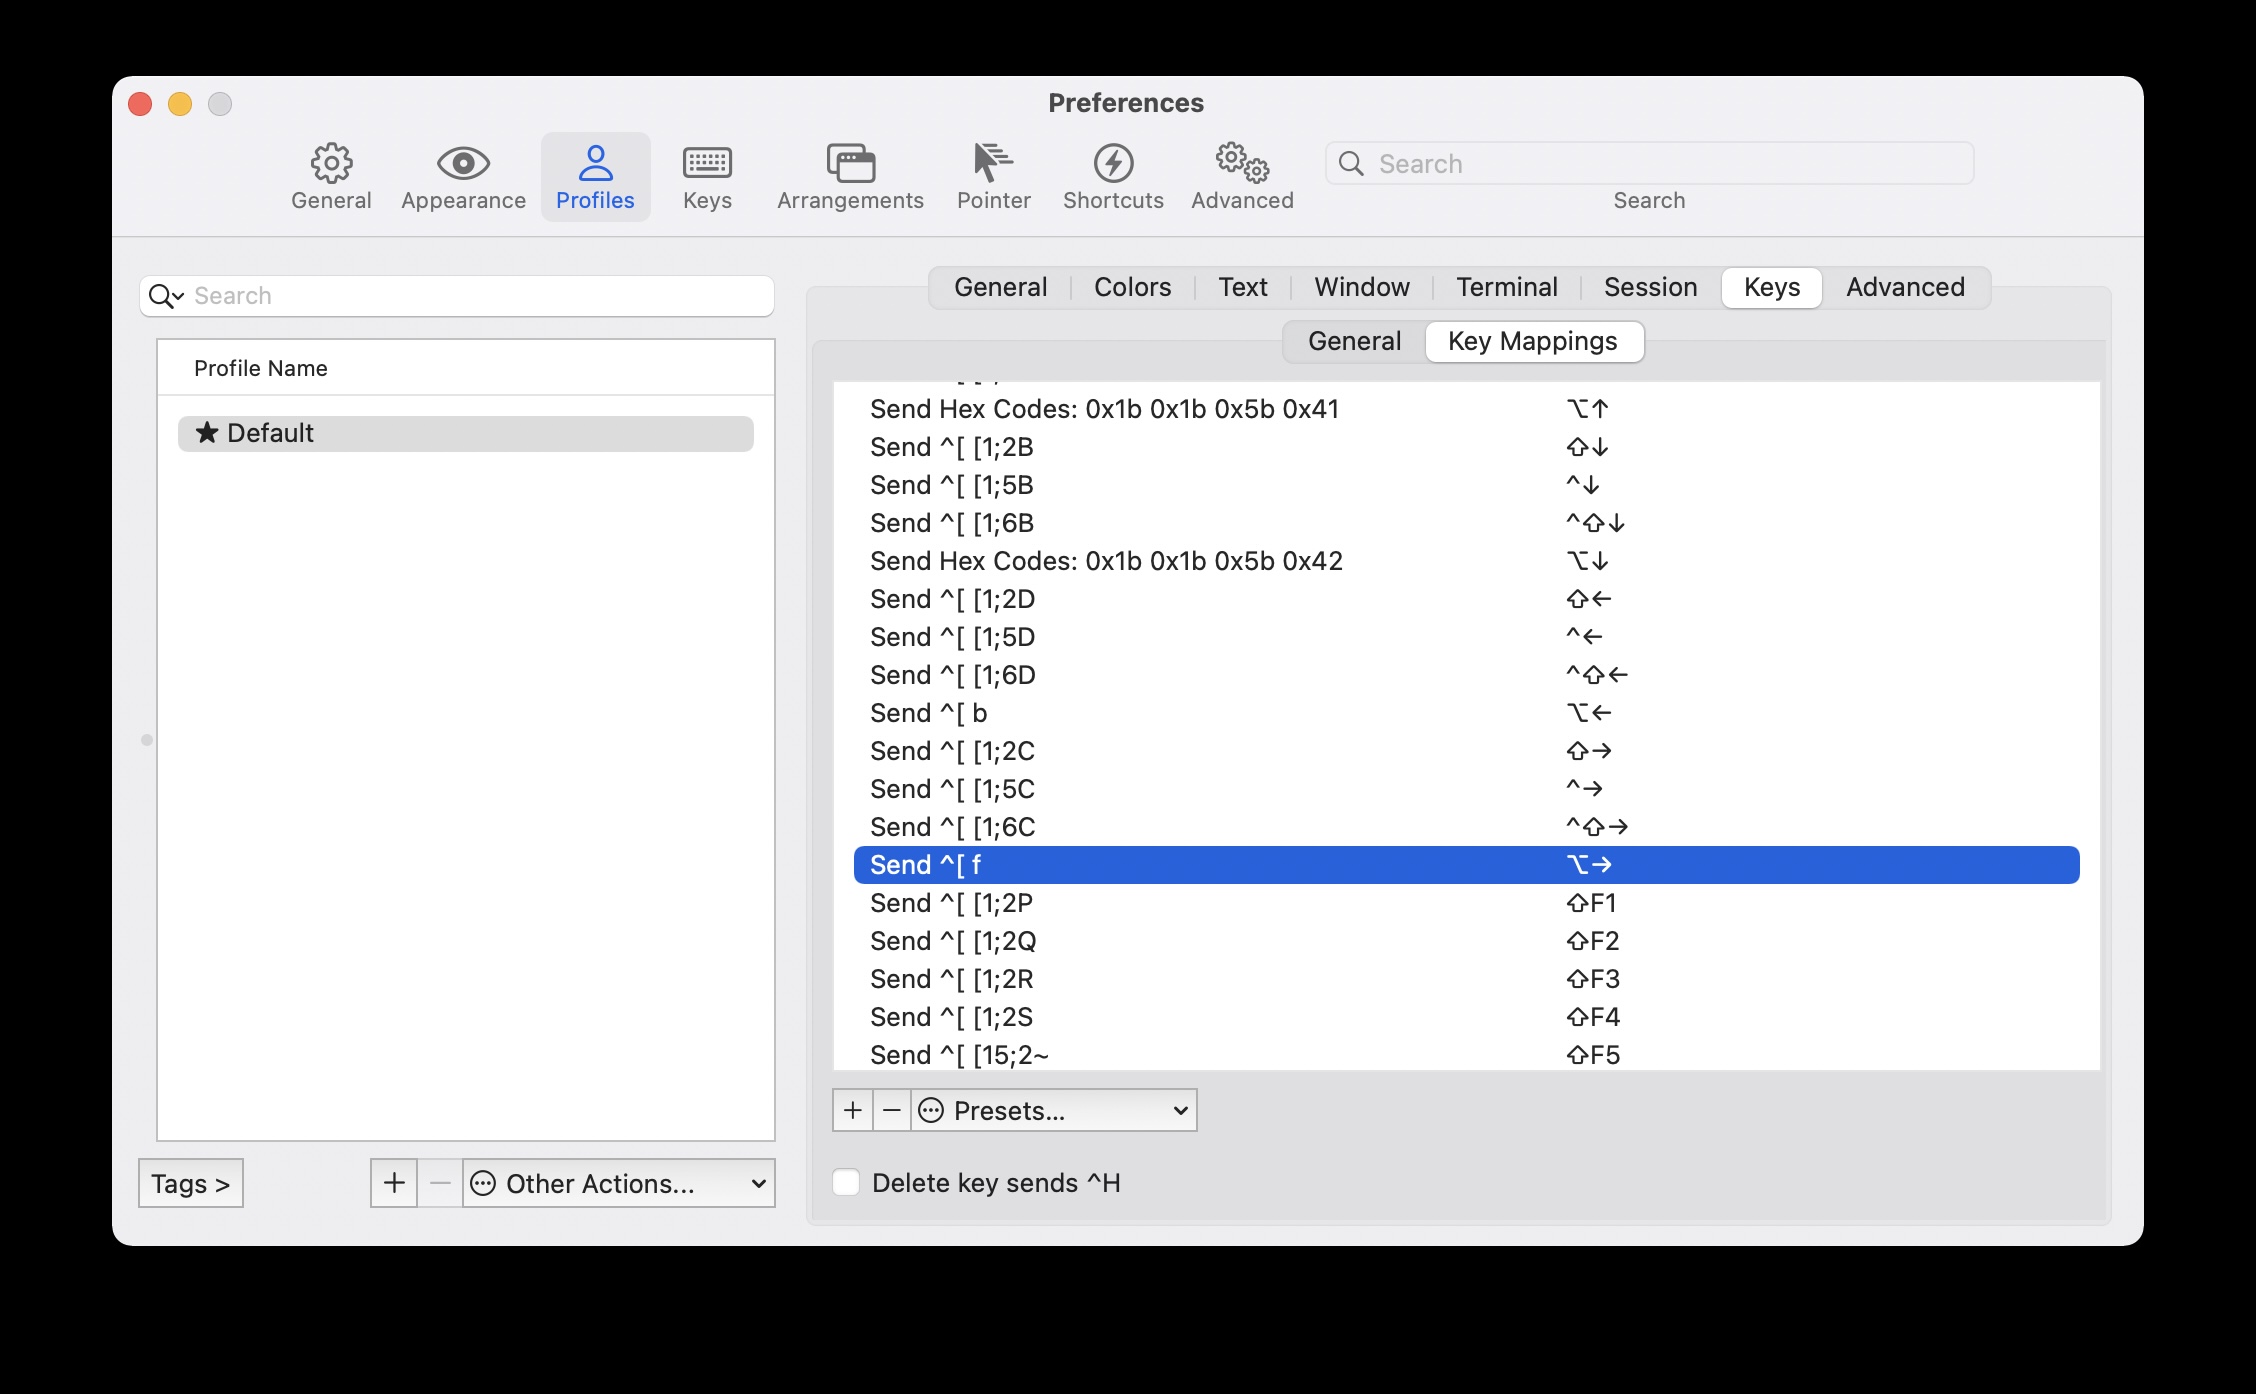 Preferences
General Appearance Profiles Keys Arrangements Pointer Shortcuts Advanced Search
Search
Search
Profile Name
★ Default
Tags >
+ − Other Actions...
General Colors Text Window Terminal Session Keys Advanced
General Key Mappings
Send Hex Codes: 0x1b 0x1b 0x5b 0x41 ⌥↑
Send ^[ [1;2B ⇧↓
Send ^[ [1;5B ^↓
Send ^[ [1;6B ^⇧↓
Send Hex Codes: 0x1b 0x1b 0x5b 0x42 ⌥↓
Send ^[ [1;2D ⇧←
Send ^[ [1;5D ^←
Send ^[ [1;6D ^⇧←
Send ^[ b ⌥←
Send ^[ [1;2C ⇧→
Send ^[ [1;5C ^→
Send ^[ [1;6C ^⇧→
Send ^[ f ⌥→
Send ^[ [1;2P ⇧F1
Send ^[ [1;2Q ⇧F2
Send ^[ [1;2R ⇧F3
Send ^[ [1;2S ⇧F4
Send ^[ [15;2~ ⇧F5
+ − Presets...
Delete key sends ^H